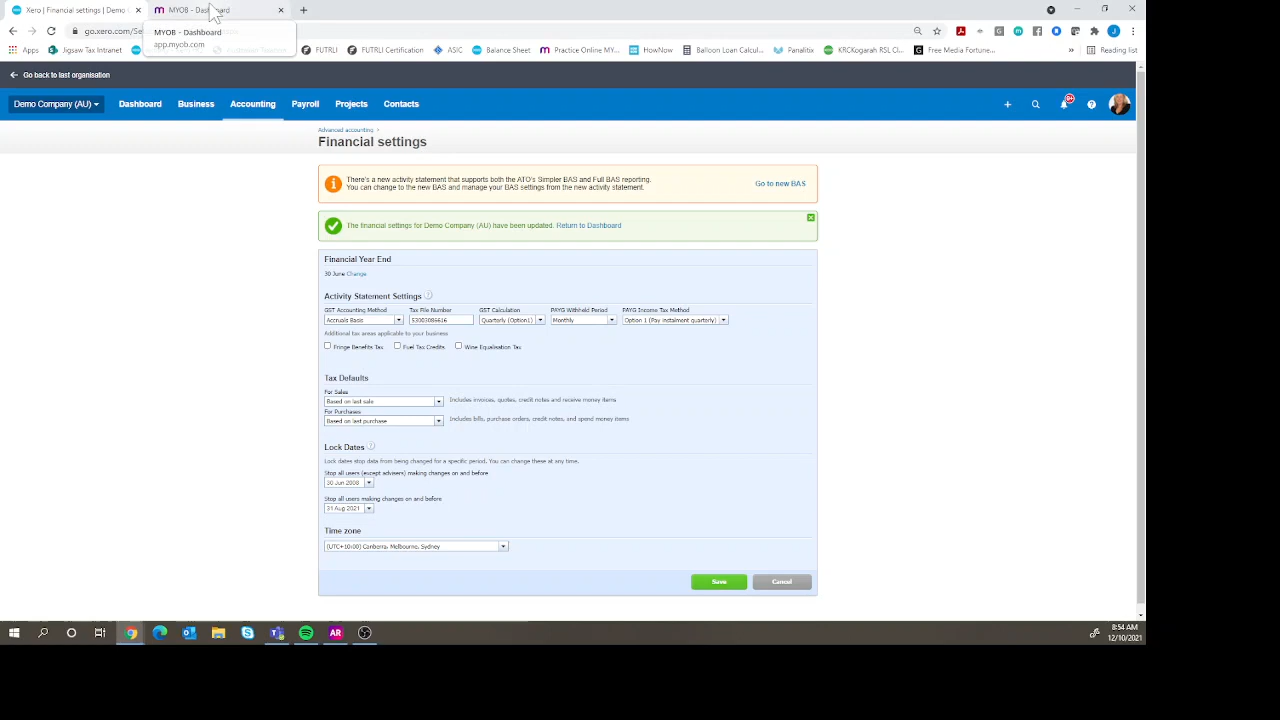 Xero | Financial settings | Demo
MYOB - Dashboard
go.xero.com/Se
MYOB - Dashboard
app.myob.com
Apps
Jigsaw Tax Intranet
FUTRLI
FUTRLI Certification
ASIC
Balance Sheet
Practice Online MY...
HowNow
Balloon Loan Calcu...
Panalitix
KRCKogarah RSL Cl...
Free Media Fortune...
»
Reading list
Go back to last organisation
Demo Company (AU)
Dashboard
Business
Accounting
Payroll
Projects
Contacts
Advanced accounting ›
Financial settings
There's a new activity statement that supports both the ATO's Simpler BAS and Full BAS reporting.
You can change to the new BAS and manage your BAS settings from the new activity statement.
Go to new BAS
The financial settings for Demo Company (AU) have been updated. Return to Dashboard
Financial Year End
30 June Change
Activity Statement Settings
GST Accounting Method
Tax File Number
GST Calculation
PAYG Withheld Period
PAYG Income Tax Method
Accruals Basis
53003086616
Quarterly (Option1)
Monthly
Option 1 (Pay instalment quarterly)
Additional tax areas applicable to your business
Fringe Benefits Tax
Fuel Tax Credits
Wine Equalisation Tax
Tax Defaults
For Sales
Based on last sale
Includes invoices, quotes, credit notes and receive money items
For Purchases
Based on last purchase
Includes bills, purchase orders, credit notes, and spend money items
Lock Dates
Lock dates stop data from being changed for a specific period. You can change these at any time.
Stop all users (except advisers) making changes on and before
30 Jun 2008
Stop all users making changes on and before
31 Aug 2021
Time zone
(UTC+10:00) Canberra, Melbourne, Sydney
Save
Cancel
8:54 AM
12/10/2021